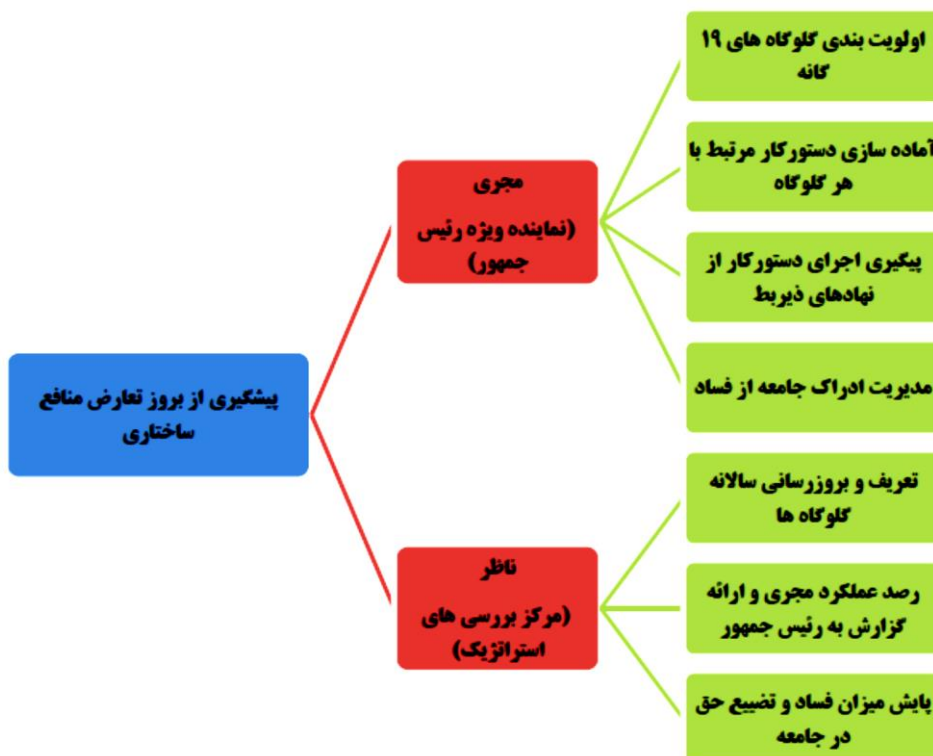 پیشگیری از بروز تعارض منافع
ساختاری
مجری
(نماینده ویژه رئیس
جمهور)
اولویت بندی گلوگاه های ۱۹
گانه
آماده سازی دستورکار مرتبط با
هر گلوگاه
پیگیری اجرای دستورکار از
نهادهای ذیربط
مدیریت ادراک جامعه از فساد
ناظر
(مرکز بررسی های
استراتژیک)
تعریف و بروزرسانی سالانه
گلوگاه ها
رصد عملکرد مجری و ارائه
گزارش به رئیس جمهور
پایش میزان فساد و تضییع حق
در جامعه